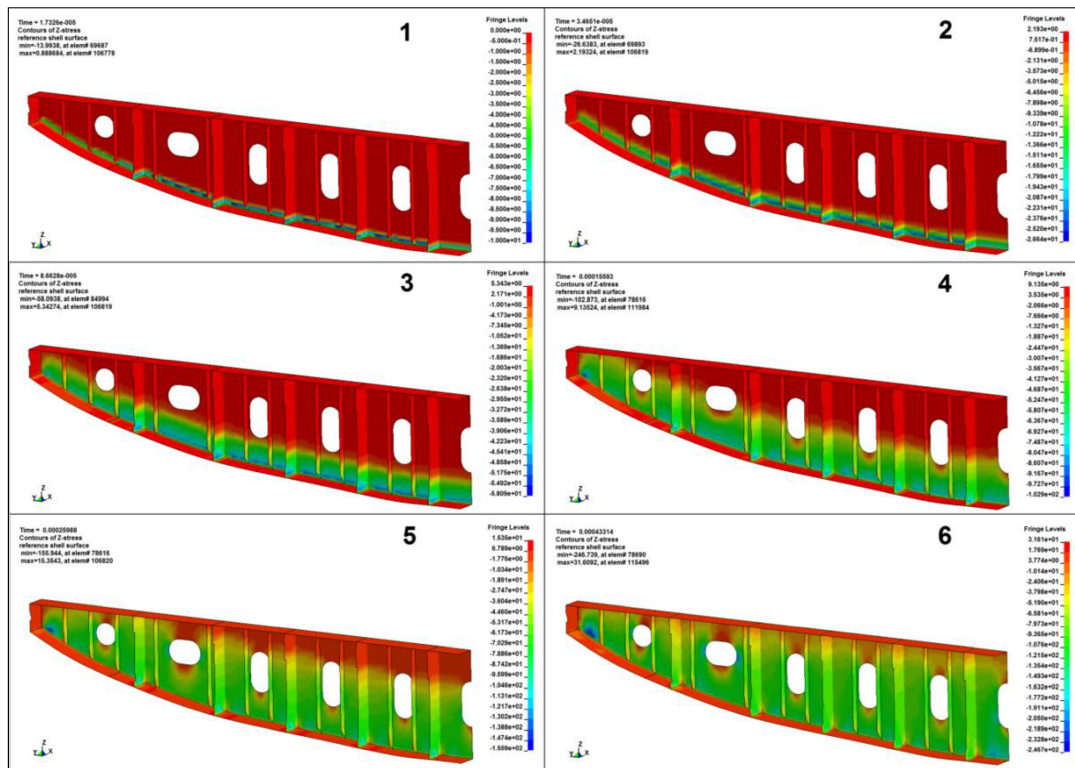 Time = 1.7326e-005
Contours of Z-stress
reference shell surface
min=-13.9938, at elem# 69687
max=0.888684, at elem# 106778
1
Fringe Levels
0.000e+00
-5.000e-01
-1.000e+00
-1.500e+00
-2.000e+00
-2.500e+00
-3.000e+00
-3.500e+00
-4.000e+00
-4.500e+00
-5.000e+00
-5.500e+00
-6.000e+00
-6.500e+00
-7.000e+00
-7.500e+00
-8.000e+00
-8.500e+00
-9.000e+00
-9.500e+00
-1.000e+01
Z
Y X
Time = 3.4651e-005
Contours of Z-stress
reference shell surface
min=-26.6383, at elem# 69893
max=2.19324, at elem# 106819
2
Fringe Levels
2.193e+00
7.517e-01
-6.899e-01
-2.131e+00
-3.573e+00
-5.015e+00
-6.456e+00
-7.898e+00
-9.339e+00
-1.078e+01
-1.222e+01
-1.366e+01
-1.511e+01
-1.655e+01
-1.799e+01
-1.943e+01
-2.087e+01
-2.231e+01
-2.376e+01
-2.520e+01
-2.664e+01
Z
Y X
Time = 8.6628e-005
Contours of Z-stress
reference shell surface
min=-58.0938, at elem# 84994
max=5.34274, at elem# 106819
3
Fringe Levels
5.343e+00
2.171e+00
-1.001e+00
-4.173e+00
-7.345e+00
-1.052e+01
-1.369e+01
-1.686e+01
-2.003e+01
-2.320e+01
-2.638e+01
-2.955e+01
-3.272e+01
-3.589e+01
-3.906e+01
-4.223e+01
-4.541e+01
-4.858e+01
-5.175e+01
-5.492e+01
-5.809e+01
Z
Y X
Time = 0.00015593
Contours of Z-stress
reference shell surface
min=-102.873, at elem# 78616
max=9.13524, at elem# 111984
4
Fringe Levels
9.135e+00
3.535e+00
-2.066e+00
-7.666e+00
-1.327e+01
-1.887e+01
-2.447e+01
-3.007e+01
-3.567e+01
-4.127e+01
-4.687e+01
-5.247e+01
-5.807e+01
-6.367e+01
-6.927e+01
-7.487e+01
-8.047e+01
-8.607e+01
-9.167e+01
-9.727e+01
-1.029e+02
Z
Y X
Time = 0.00025988
Contours of Z-stress
reference shell surface
min=-155.944, at elem# 78616
max=15.3543, at elem# 106820
5
Fringe Levels
1.535e+01
6.789e+00
-1.776e+00
-1.034e+01
-1.891e+01
-2.747e+01
-3.604e+01
-4.460e+01
-5.317e+01
-6.173e+01
-7.029e+01
-7.886e+01
-8.742e+01
-9.599e+01
-1.046e+02
-1.131e+02
-1.217e+02
-1.302e+02
-1.388e+02
-1.474e+02
-1.559e+02
Z
Y X
Time = 0.00043314
Contours of Z-stress
reference shell surface
min=-246.739, at elem# 78690
max=31.6092, at elem# 115496
6
Fringe Levels
3.161e+01
1.769e+01
3.774e+00
-1.014e+01
-2.406e+01
-3.798e+01
-5.190e+01
-6.581e+01
-7.973e+01
-9.365e+01
-1.076e+02
-1.215e+02
-1.354e+02
-1.493e+02
-1.632e+02
-1.772e+02
-1.911e+02
-2.050e+02
-2.189e+02
-2.328e+02
-2.467e+02
Z
Y X